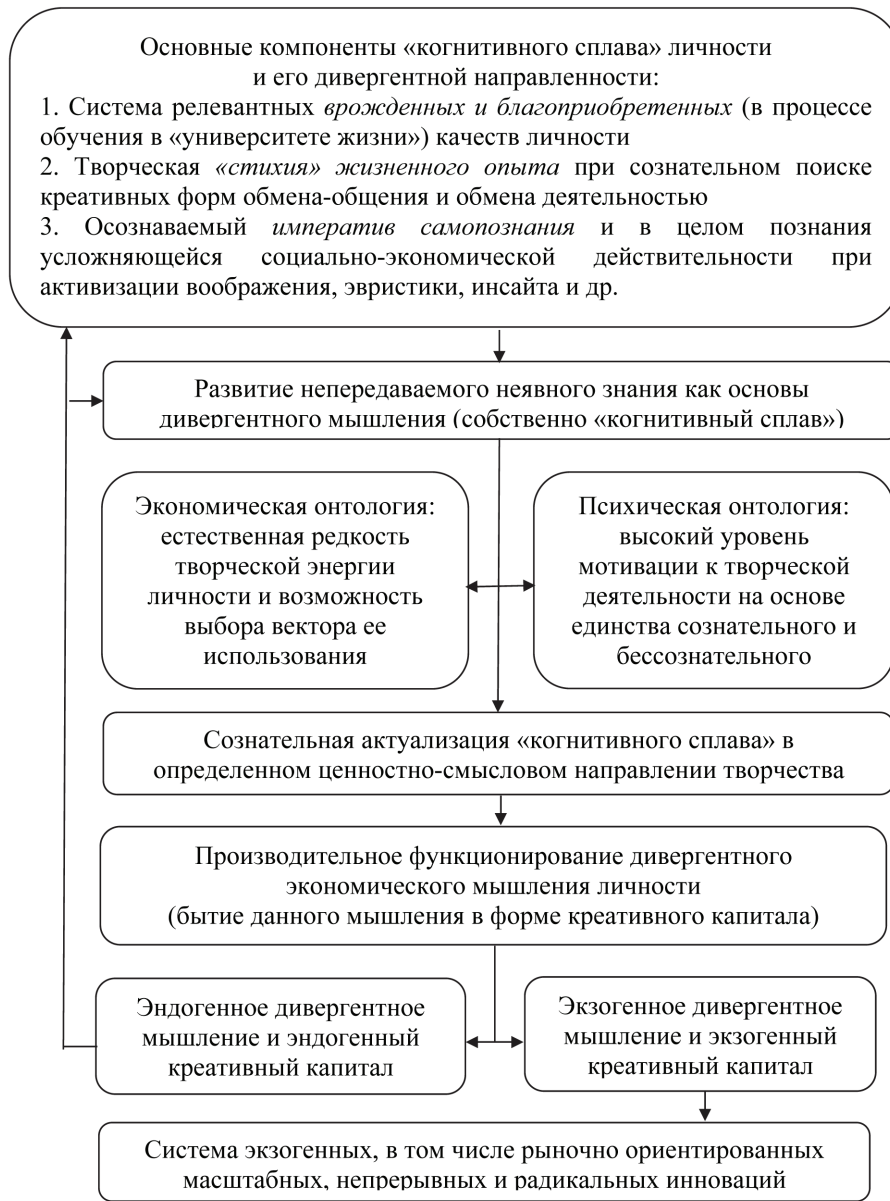 Основные компоненты «когнитивного сплава» личности
и его дивергентной направленности:
1. Система релевантных врожденных и благоприобретенных (в процессе
обучения в «университете жизни») качеств личности
2. Творческая «стихия» жизненного опыта при сознательном поиске
креативных форм обмена-общения и обмена деятельностью
3. Осознаваемый императив самопознания и в целом познания
усложняющейся социально-экономической действительности при
активизации воображения, эвристики, инсайта и др.
Развитие непередаваемого неявного знания как основы
дивергентного мышления (собственно «когнитивный сплав»)
Экономическая онтология:
естественная редкость
творческой энергии
личности и возможность
выбора вектора ее
использования
Психическая онтология:
высокий уровень
мотивации к творческой
деятельности на основе
единства сознательного и
бессознательного
Сознательная актуализация «когнитивного сплава» в
определенном ценностно-смысловом направлении творчества
Производительное функционирование дивергентного
экономического мышления личности
(бытие данного мышления в форме креативного капитала)
Эндогенное дивергентное
мышление и эндогенный
креативный капитал
Экзогенное дивергентное
мышление и экзогенный
креативный капитал
Система экзогенных, в том числе рыночно ориентированных
масштабных, непрерывных и радикальных инноваций